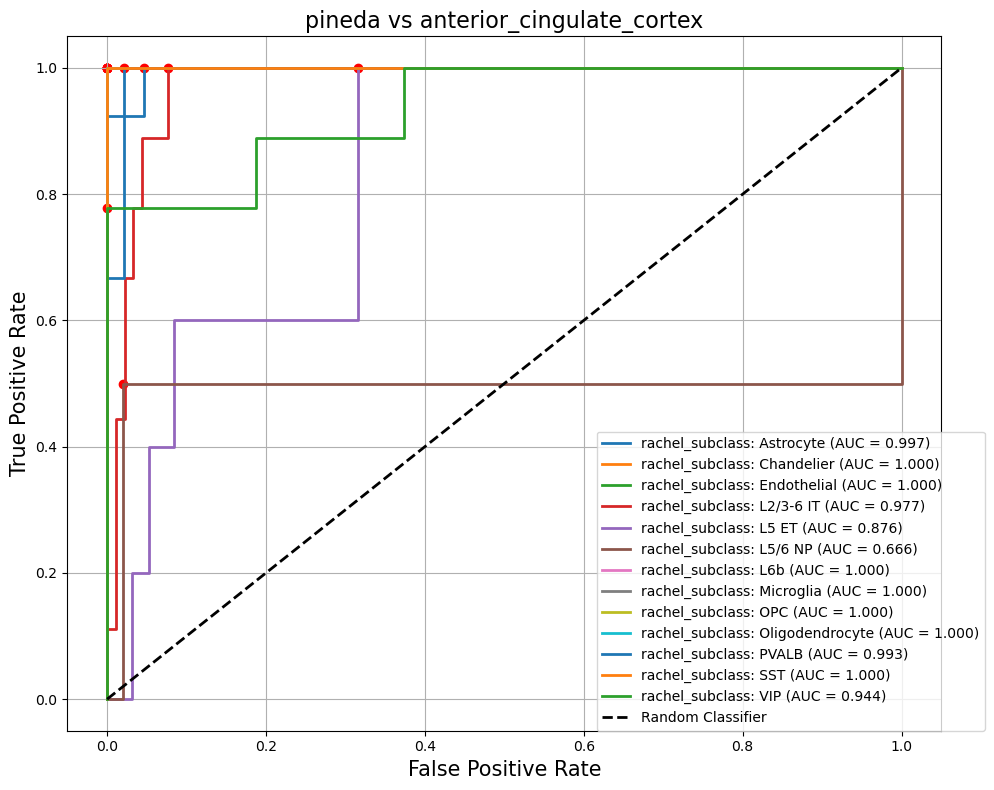 pineda vs anterior_cingulate_cortex
True Positive Rate
1.0
0.8
0.6
0.4
0.2
0.0
rachel_subclass: Astrocyte (AUC = 0.997)
rachel_subclass: Chandelier (AUC = 1.000)
rachel_subclass: Endothelial (AUC = 1.000)
rachel_subclass: L2/3-6 IT (AUC = 0.977)
rachel_subclass: L5 ET (AUC = 0.876)
rachel_subclass: L5/6 NP (AUC = 0.666)
rachel_subclass: L6b (AUC = 1.000)
rachel_subclass: Microglia (AUC = 1.000)
rachel_subclass: OPC (AUC = 1.000)
rachel_subclass: Oligodendrocyte (AUC = 1.000)
rachel_subclass: PVALB (AUC = 0.993)
rachel_subclass: SST (AUC = 1.000)
rachel_subclass: VIP (AUC = 0.944)
Random Classifier
0.0 0.2 0.4 0.6 0.8 1.0
False Positive Rate